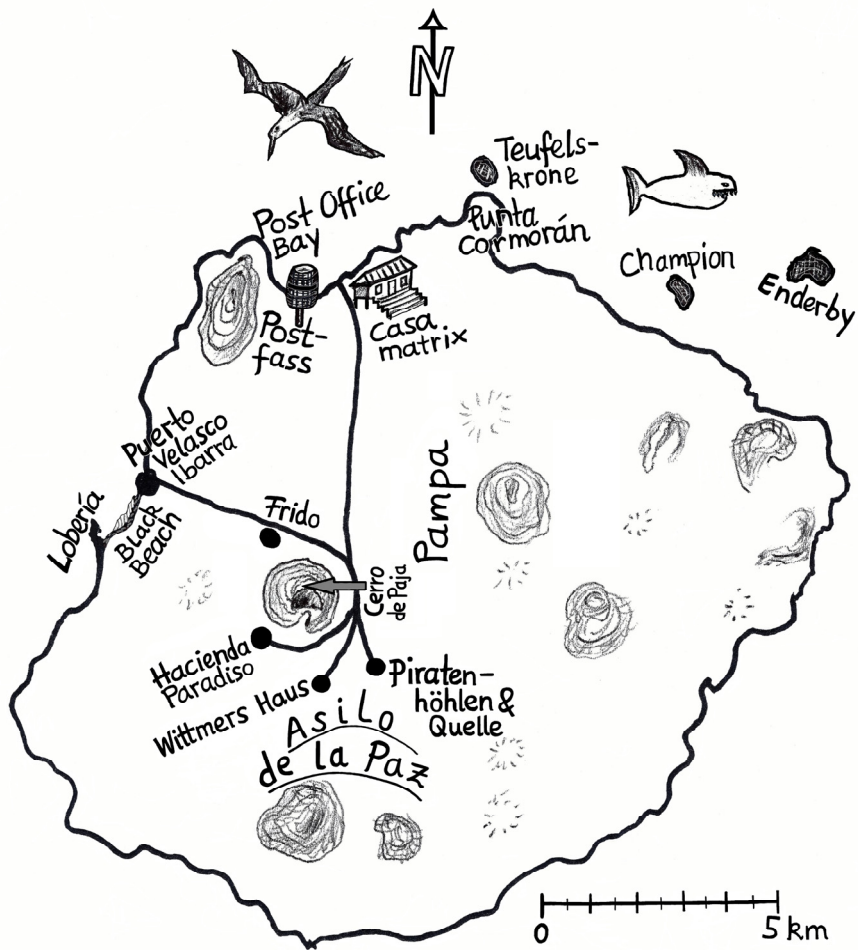 N
Teufels-
krone
Post Office
Bay
Punta
Cormorán
Champion
Enderby
Post-
fass
Casa
matrix
Puerto
Velasco
Ibarra
Lobería
Black
Beach
Frido
Pampa
Cerro
de Paja
Hacienda
Paradiso
Wittmers Haus
Piraten-
höhlen &
Quelle
Asilo
de la Paz
0 5 km